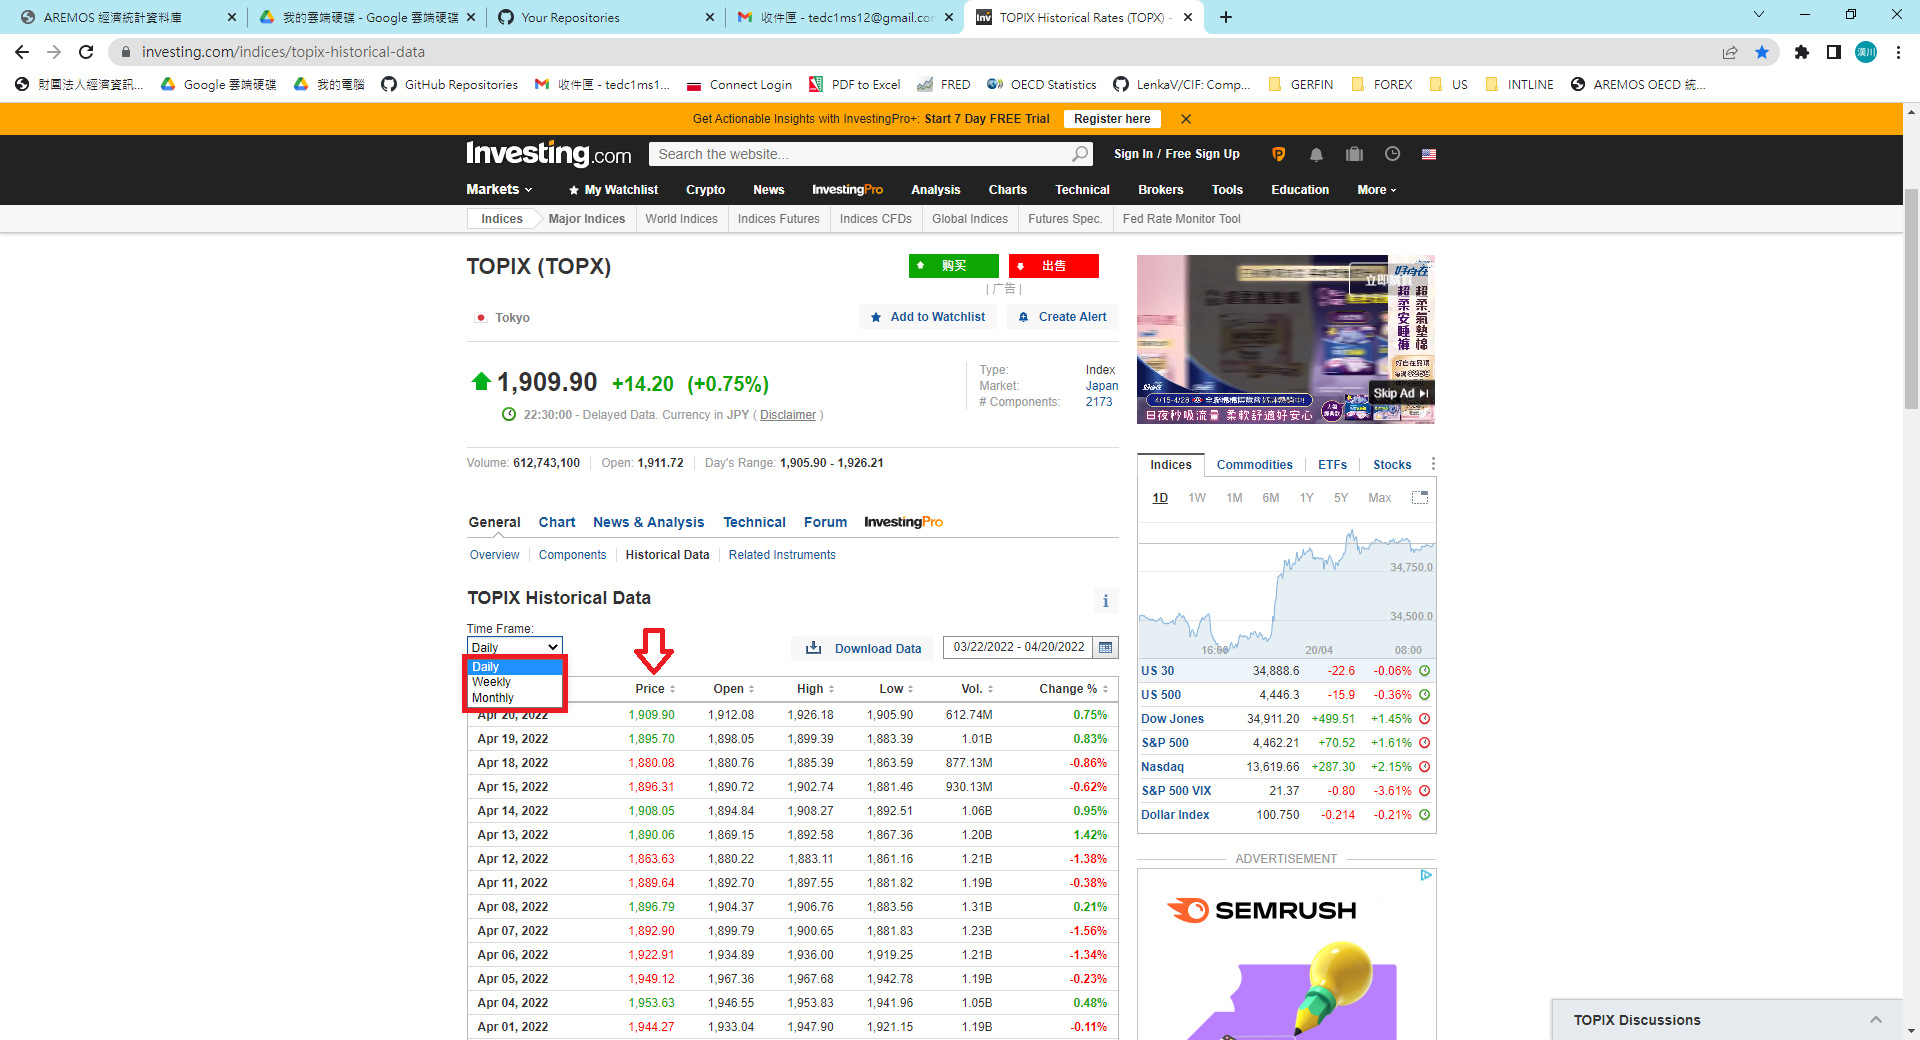 AREMOS 經濟統計資料庫
我的雲端硬碟 - Google 雲端硬碟
Your Repositories
收件匣 - tedc1ms12@gmail.cor
TOPIX Historical Rates (TOPX) -
investing.com/indices/topix-historical-data
潢川
財團法人經濟資訊...
Google 雲端硬碟
我的電腦
GitHub Repositories
收件匣 - tedc1ms1...
Connect Login
PDF to Excel
FRED
OECD Statistics
LenkaV/CIF: Comp...
GERFIN
FOREX
US
INTLINE
AREMOS OECD 統...
Get Actionable Insights with InvestingPro+: Start 7 Day FREE Trial
Register here
Investing.com
Search the website...
Sign In / Free Sign Up
Markets
My Watchlist
Crypto
News
InvestingPro
Analysis
Charts
Technical
Brokers
Tools
Education
More
Indices
Major Indices
World Indices
Indices Futures
Indices CFDs
Global Indices
Futures Spec.
Fed Rate Monitor Tool
TOPIX (TOPX)
购买
出售
| 广告 |
Tokyo
Add to Watchlist
Create Alert
1,909.90 +14.20 (+0.75%)
22:30:00 - Delayed Data. Currency in JPY ( Disclaimer )
Type: Index
Market: Japan
# Components: 2173
Volume: 612,743,100
Open: 1,911.72
Day's Range: 1,905.90 - 1,926.21
General
Chart
News & Analysis
Technical
Forum
InvestingPro
Overview
Components
Historical Data
Related Instruments
TOPIX Historical Data
Time Frame:
Daily
Daily
Weekly
Monthly
Download Data
03/22/2022 - 04/20/2022
Price Open High Low Vol. Change %
Apr 20, 2022 1,909.90 1,912.08 1,926.18 1,905.90 612.74M 0.75%
Apr 19, 2022 1,895.70 1,898.05 1,899.39 1,883.39 1.01B 0.83%
Apr 18, 2022 1,880.08 1,880.76 1,885.39 1,863.59 877.13M -0.86%
Apr 15, 2022 1,896.31 1,890.72 1,902.74 1,881.46 930.13M -0.62%
Apr 14, 2022 1,908.05 1,894.84 1,908.27 1,892.51 1.06B 0.95%
Apr 13, 2022 1,890.06 1,869.15 1,892.58 1,867.36 1.20B 1.42%
Apr 12, 2022 1,863.63 1,880.22 1,883.11 1,861.16 1.21B -1.38%
Apr 11, 2022 1,889.64 1,892.70 1,897.55 1,881.82 1.19B -0.38%
Apr 08, 2022 1,896.79 1,904.37 1,906.76 1,883.56 1.31B 0.21%
Apr 07, 2022 1,892.90 1,899.79 1,900.65 1,881.83 1.23B -1.56%
Apr 06, 2022 1,922.91 1,934.89 1,936.00 1,919.25 1.21B -1.34%
Apr 05, 2022 1,949.12 1,967.36 1,967.68 1,942.78 1.19B -0.23%
Apr 04, 2022 1,953.63 1,946.55 1,953.83 1,941.96 1.05B 0.48%
Apr 01, 2022 1,944.27 1,933.04 1,947.90 1,921.15 1.19B -0.11%
好自在
超柔氣墊棉
超柔安睡褲
Skip Ad
日夜秒吸流量 柔軟舒適好安心
Indices
Commodities
ETFs
Stocks
1D 1W 1M 6M 1Y 5Y Max
34,750.0
34,500.0
16:00 20/04 08:00
US 30 34,888.6 -22.6 -0.06%
US 500 4,446.3 -15.9 -0.36%
Dow Jones 34,911.20 +499.51 +1.45%
S&P 500 4,462.21 +70.52 +1.61%
Nasdaq 13,619.66 +287.30 +2.15%
S&P 500 VIX 21.37 -0.80 -3.61%
Dollar Index 100.750 -0.214 -0.21%
ADVERTISEMENT
SEMRUSH
TOPIX Discussions